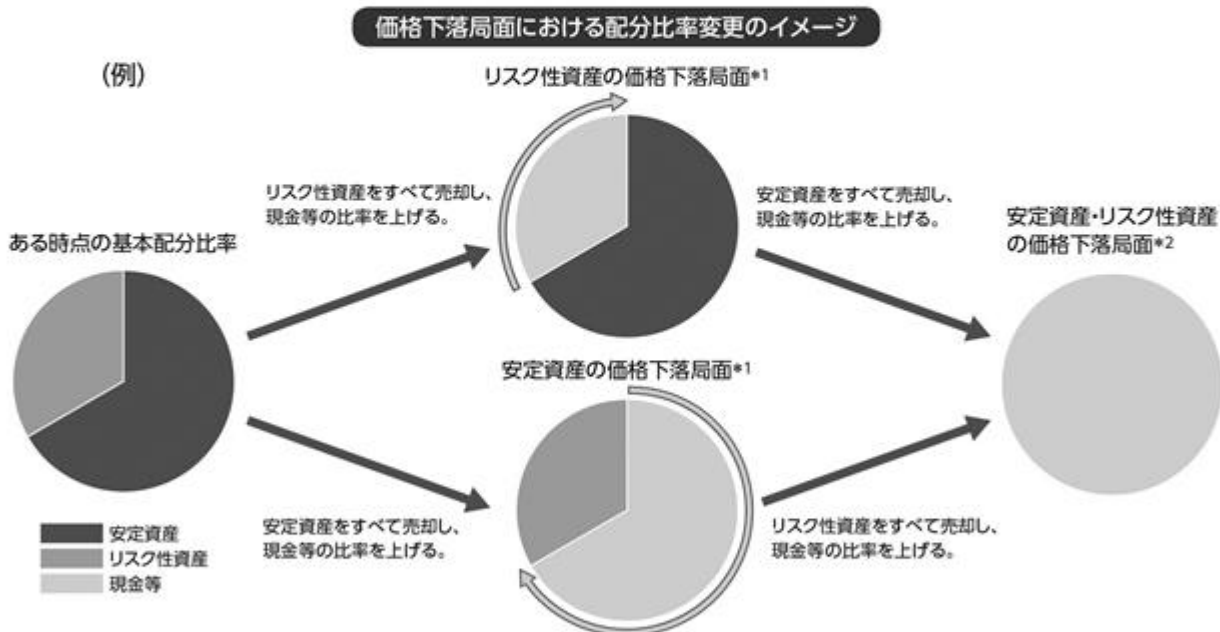 価格下落局面における配分比率変更のイメージ
(例)
リスク性資産の価格下落局面*1
リスク性資産をすべて売却し、
現金等の比率を上げる。
安定資産をすべて売却し、
現金等の比率を上げる。
安定資産・リスク性資産
の価格下落局面*2
ある時点の基本配分比率
安定資産の価格下落局面*1
安定資産をすべて売却し、
現金等の比率を上げる。
リスク性資産をすべて売却し、
現金等の比率を上げる。
安定資産
リスク性資産
現金等